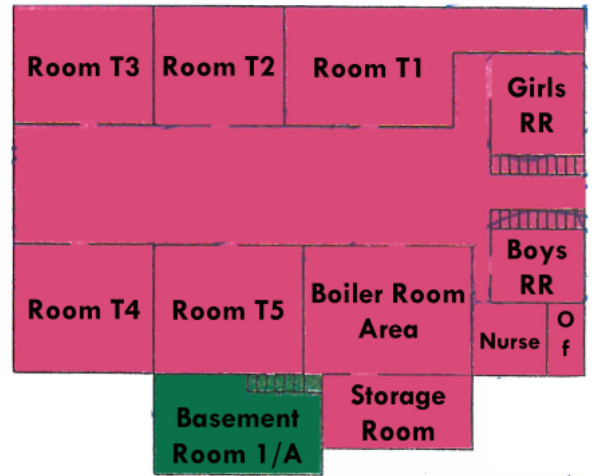 Room T3
Room T2
Room T1
Girls
RR
Boys
RR
Room T4
Room T5
Boiler Room
Area
Nurse
O
f
Basement
Room 1/A
Storage
Room